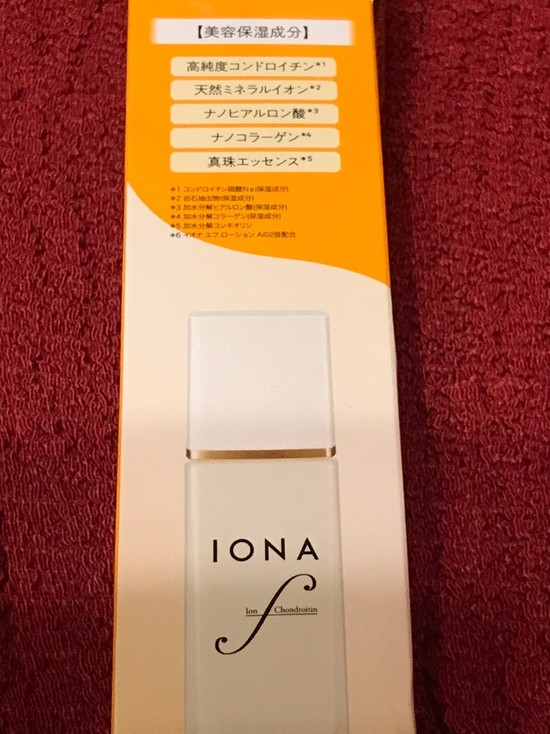 【美容保湿成分】
高純度コンドロイチン*1
天然ミネラルイオン*2
ナノヒアルロン酸*3
ナノコラーゲン*4
真珠エッセンス*5
*1 コンドロイチン硫酸Na(保湿成分)
*2 岩石抽出物(保湿成分)
*3 加水分解ヒアルロン酸(保湿成分)
*4 加水分解コラーゲン(保湿成分)
*5 加水分解コンキオリン
*6 イオナ エフ ローション Aの2倍配合
IONA
f
Ion Chondroitin